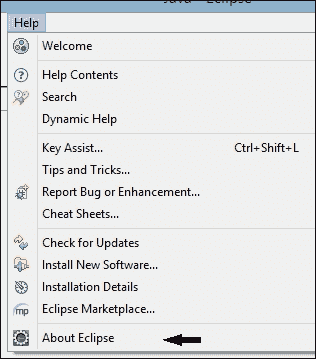 Java - Eclipse
Help
Welcome
Help Contents
Search
Dynamic Help
Key Assist... Ctrl+Shift+L
Tips and Tricks...
Report Bug or Enhancement...
Cheat Sheets...
Check for Updates
Install New Software...
Installation Details
mp Eclipse Marketplace...
About Eclipse